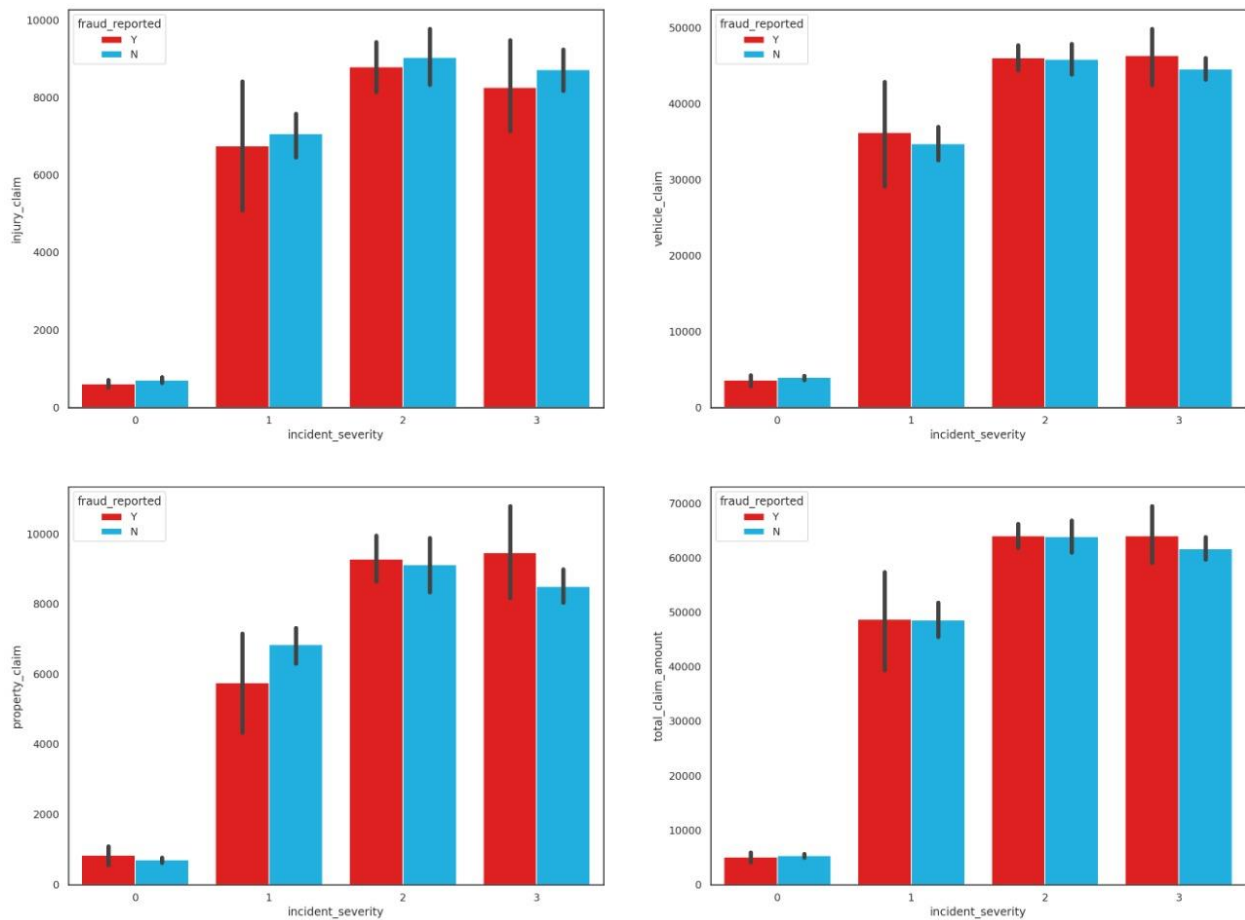 fraud_reported
Y
N
10000
8000
6000
4000
2000
0
injury_claim
0 1 2 3
incident_severity
fraud_reported
Y
N
50000
40000
30000
20000
10000
0
vehicle_claim
0 1 2 3
incident_severity
fraud_reported
Y
N
10000
8000
6000
4000
2000
0
property_claim
0 1 2 3
incident_severity
fraud_reported
Y
N
70000
60000
50000
40000
30000
20000
10000
0
total_claim_amount
0 1 2 3
incident_severity